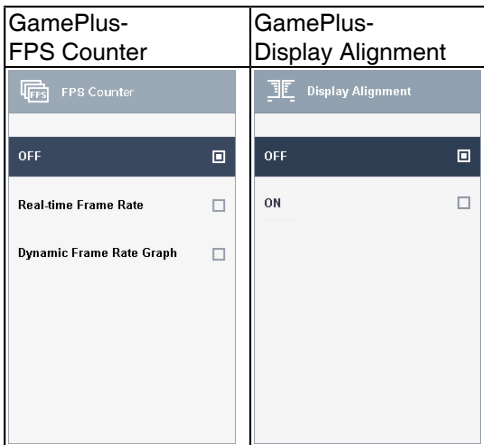 GamePlus-
FPS Counter
FPS
FPS Counter
OFF
Real-time Frame Rate
Dynamic Frame Rate Graph
GamePlus-
Display Alignment
Display Alignment
OFF
ON